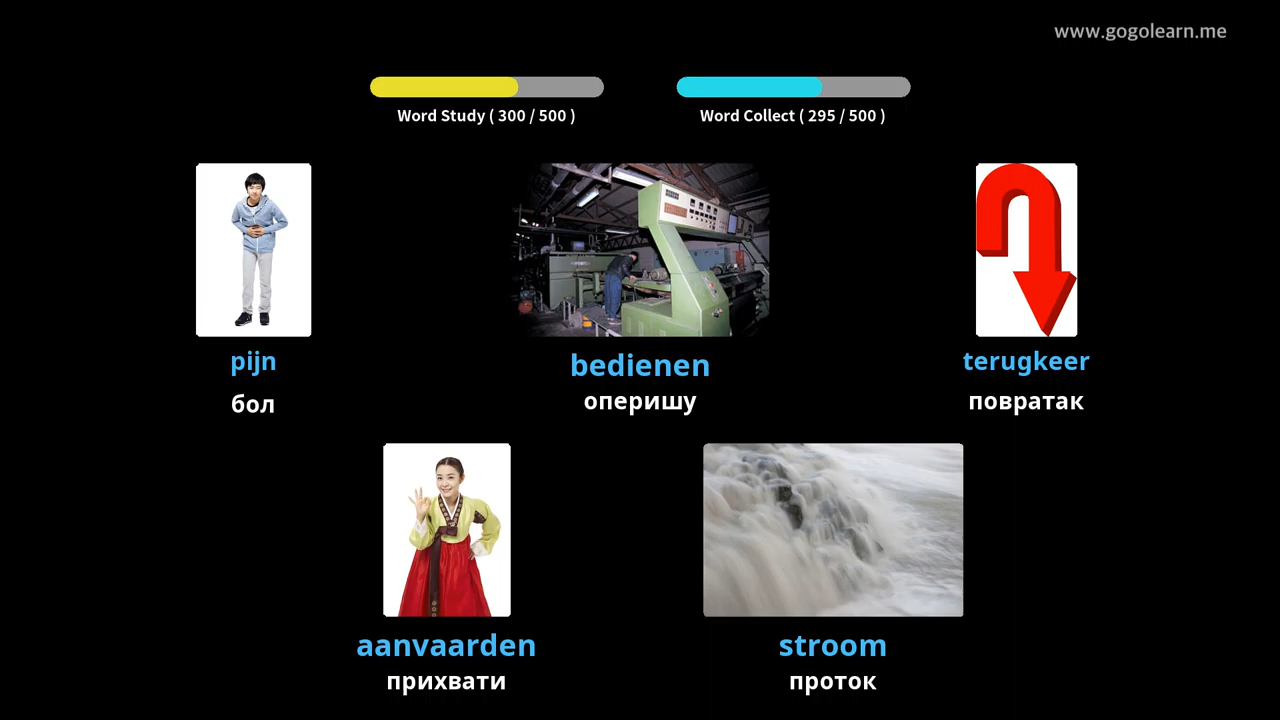 www.gogolearn.me
Word Study ( 300 / 500 )
Word Collect ( 295 / 500 )
pijn
бол
bedienen
оперишу
terugkeer
повратак
aanvaarden
прихвати
stroom
проток